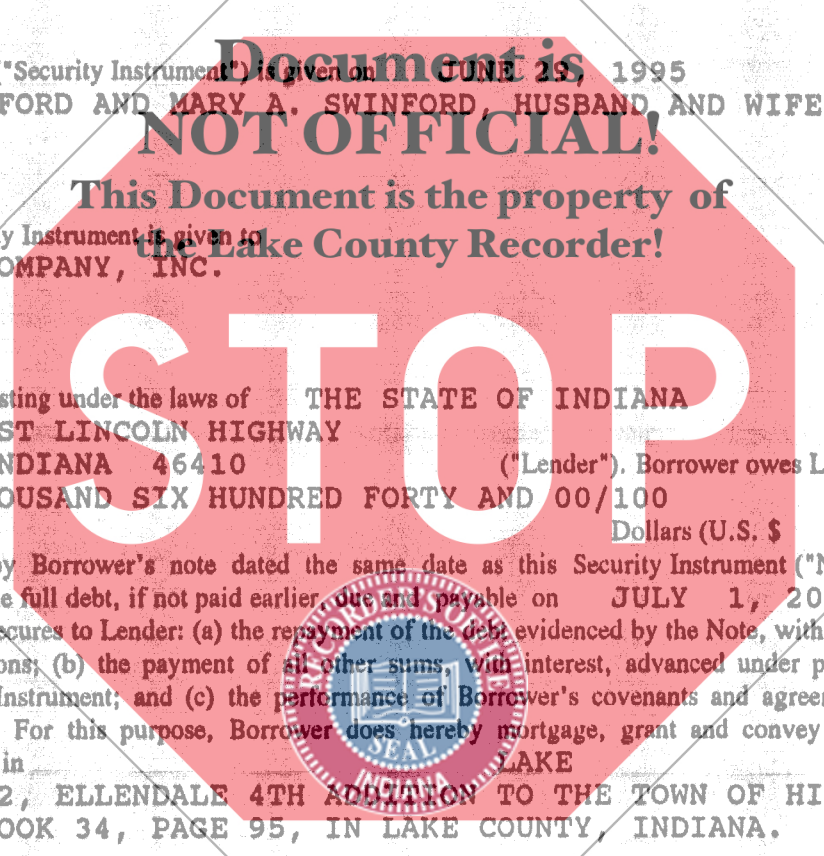 Document is
("Security Instrument") is given on JUNE 29, 1995
FORD AND MARY A. SWINFORD, HUSBAND AND WIFE
NOT OFFICIAL!
This Document is the property of
y Instrument is given to
the Lake County Recorder!
OMPANY, INC.
STOP
sting under the laws of THE STATE OF INDIANA
ST LINCOLN HIGHWAY
NDIANA 46410 ("Lender"). Borrower owes L
OUSAND SIX HUNDRED FORTY AND 00/100
Dollars (U.S. $
y Borrower's note dated the same date as this Security Instrument ("N
e full debt, if not paid earlier, due and payable on JULY 1, 20
ecures to Lender: (a) the repayment of the debt evidenced by the Note, with
ons; (b) the payment of all other sums, with interest, advanced under p
Instrument; and (c) the performance of Borrower's covenants and agree
For this purpose, Borrower does hereby mortgage, grant and convey
in LAKE
2, ELLENDALE 4TH ADDITION TO THE TOWN OF HI
OOK 34, PAGE 95, IN LAKE COUNTY, INDIANA.
SEAL
INDIANA